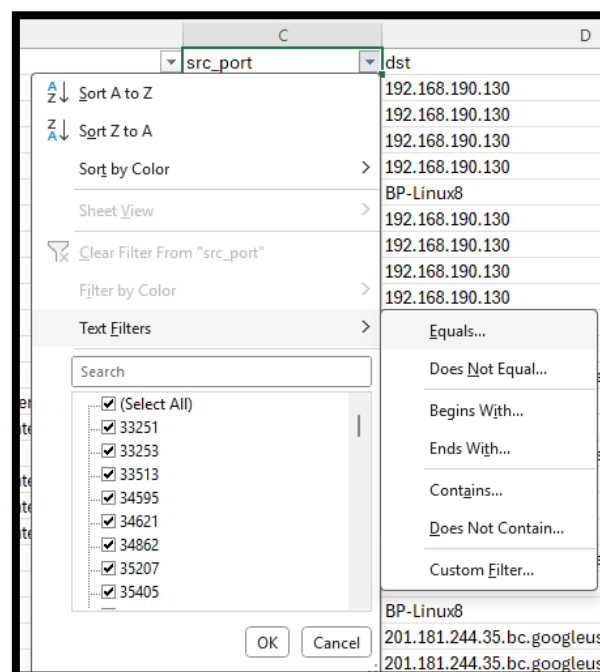 C D
src_port dst
Sort A to Z
Sort Z to A
Sort by Color
Sheet View
Clear Filter From "src_port"
Filter by Color
Text Filters
Search
(Select All)
33251
33253
33513
34595
34621
34862
35207
35405
OK Cancel
192.168.190.130
192.168.190.130
192.168.190.130
192.168.190.130
BP-Linux8
192.168.190.130
192.168.190.130
192.168.190.130
192.168.190.130
Equals...
Does Not Equal...
Begins With...
Ends With...
Contains...
Does Not Contain...
Custom Filter...
BP-Linux8
201.181.244.35.bc.googleus
201.181.244.35.bc.googleus